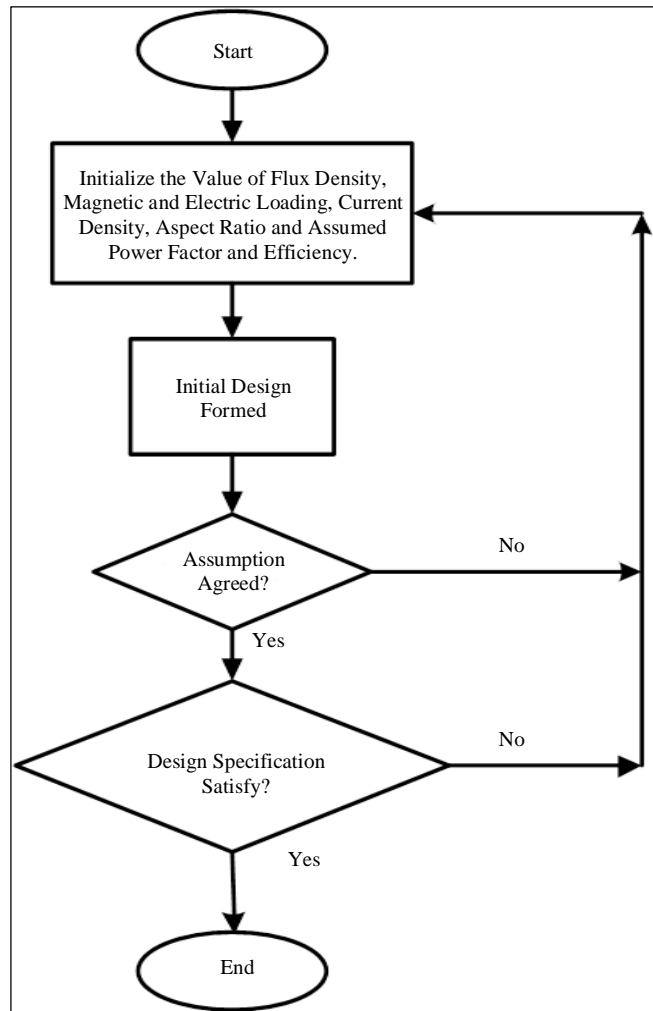 Start
Initialize the Value of Flux Density,
Magnetic and Electric Loading, Current
Density, Aspect Ratio and Assumed
Power Factor and Efficiency.
Initial Design
Formed
Assumption
Agreed?
No
Yes
Design Specification
Satisfy?
No
Yes
End